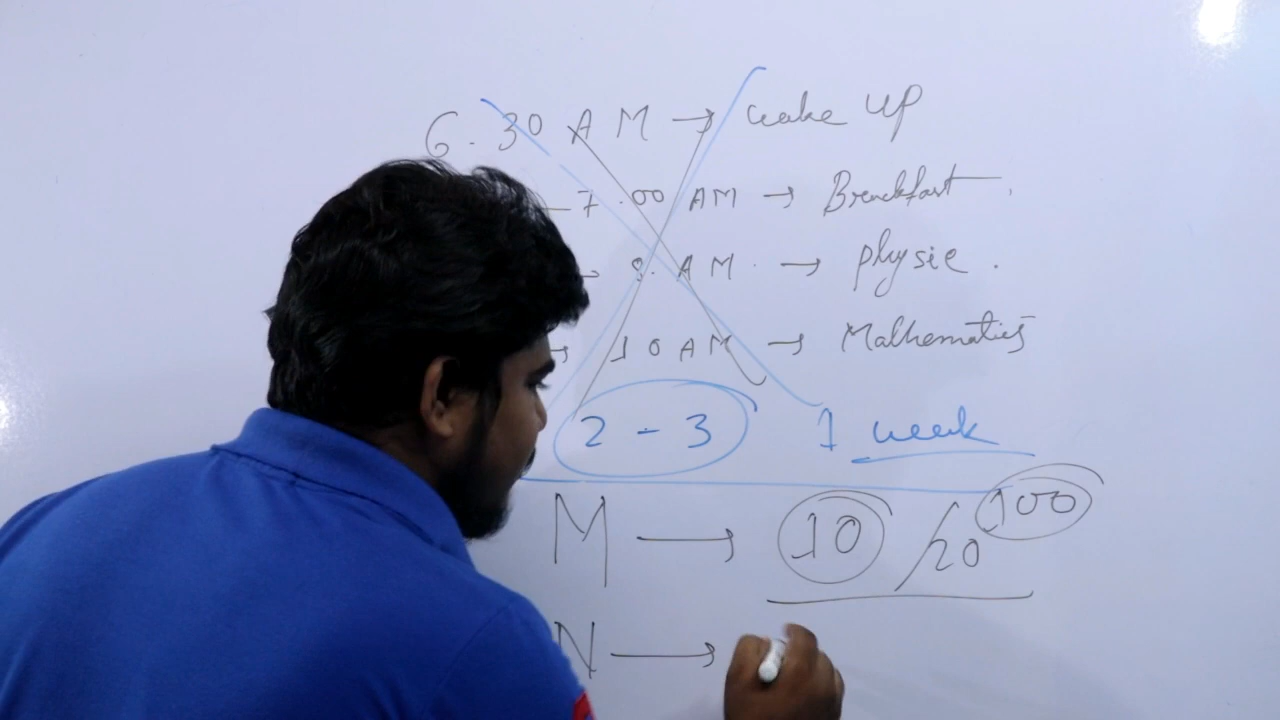 6.30 AM → wake up
7.00 AM → Breakfast
→ 9. AM. → physic.
→ 10 AM → Mathematics
2 - 3 1 week
M → 10 / 20 100
N →